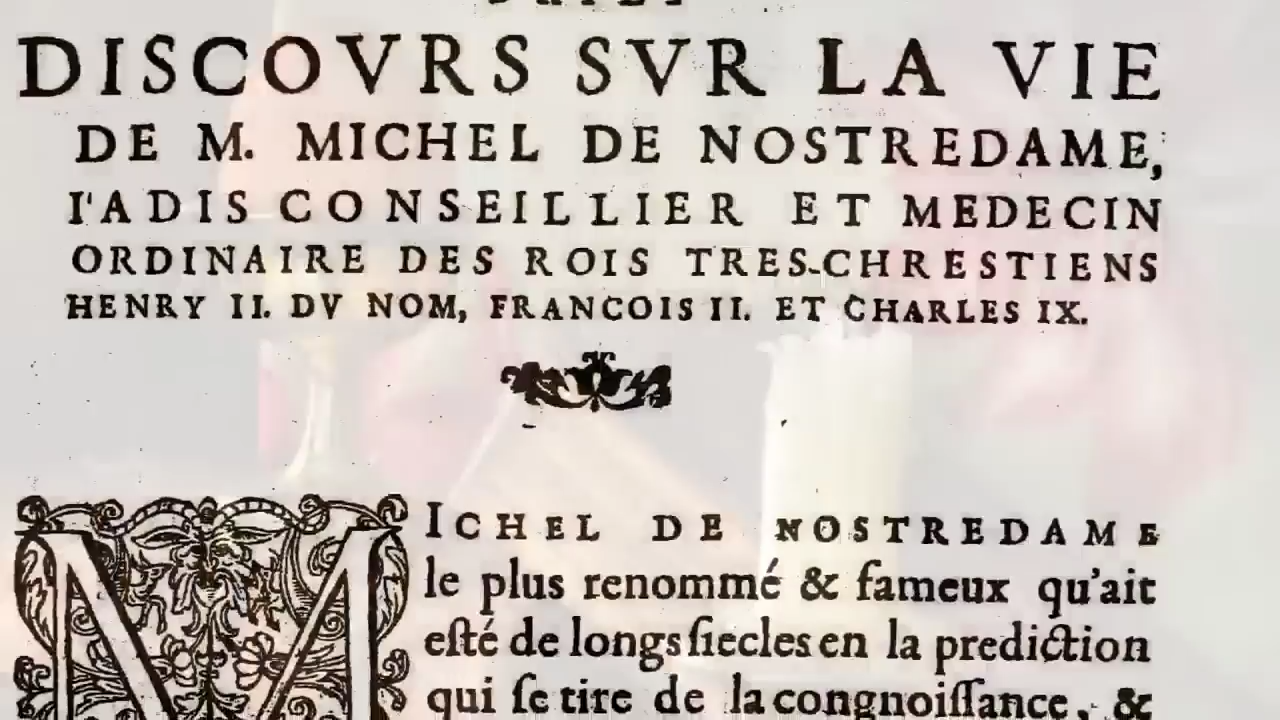 DISCOVRS SVR LA VIE
DE M. MICHEL DE NOSTREDAME,
I'ADIS CONSEILLIER ET MEDECIN
ORDINAIRE DES ROIS TRES-CHRESTIENS
HENRY II. DV NOM, FRANCOIS II. ET CHARLES IX.
MICHEL DE NOSTREDAME
le plus renommé & fameux qu'ait
eſté de longs ſiecles en la prediction
qui ſe tire de la congnoiſſance, &